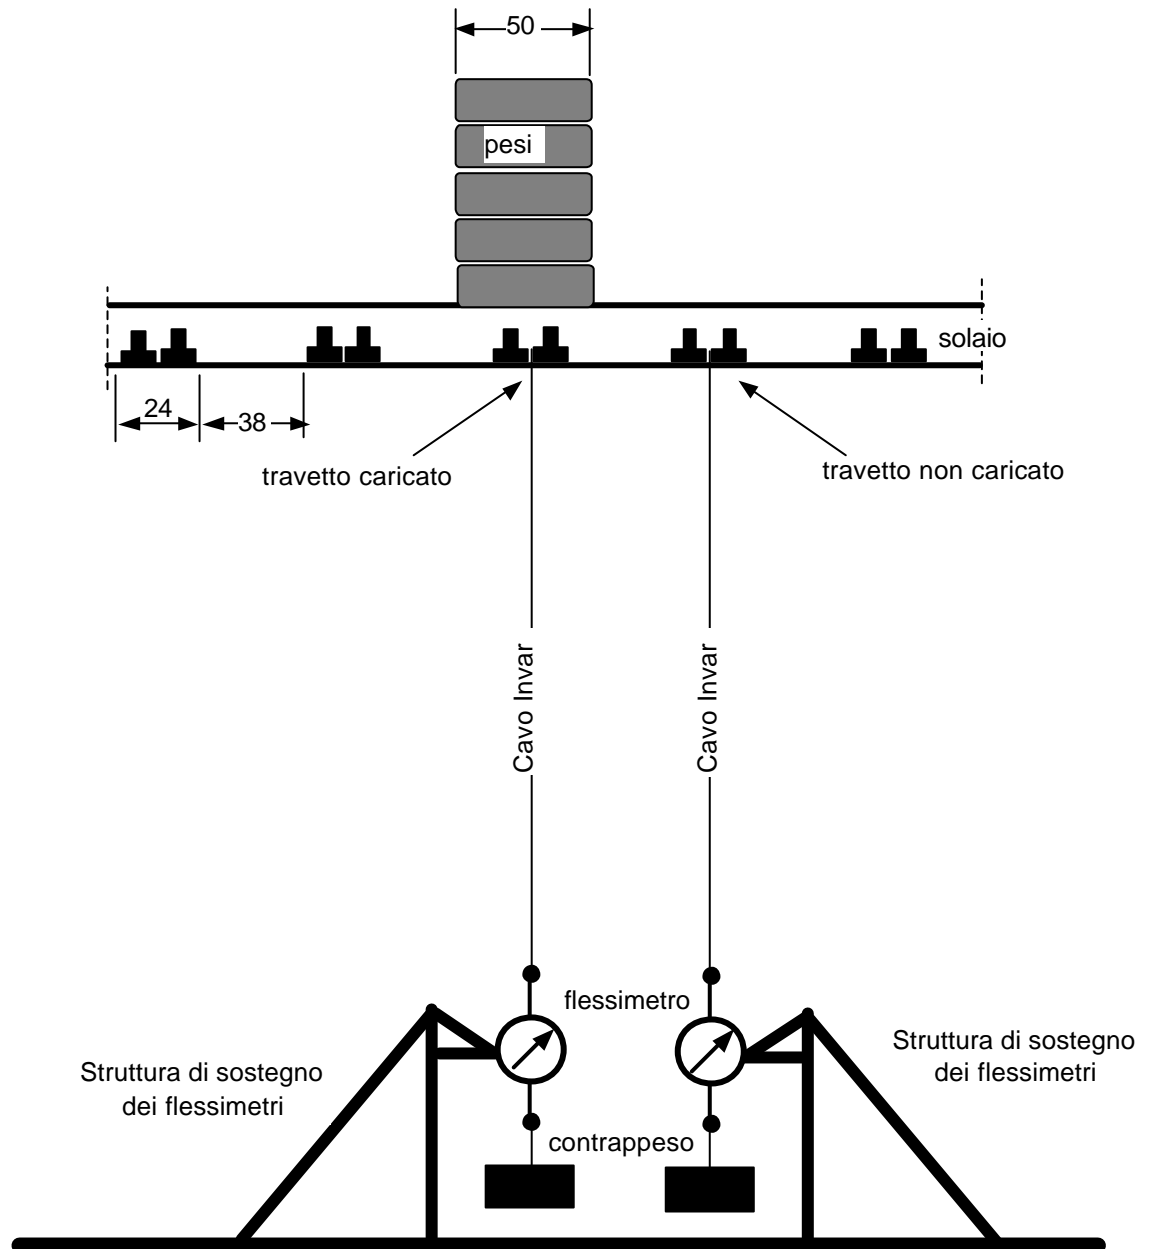 50
pesi
solaio
24
38
travetto caricato
travetto non caricato
Cavo Invar
Cavo Invar
flessimetro
Struttura di sostegno
dei flessimetri
Struttura di sostegno
dei flessimetri
contrappeso